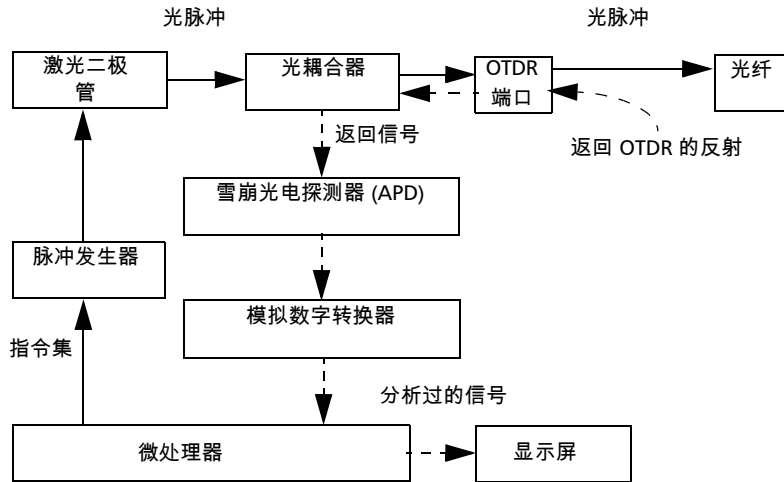 光脉冲
光脉冲
激光二极
管
光耦合器
OTDR
端口
光纤
返回信号
返回 OTDR 的反射
雪崩光电探测器 (APD)
脉冲发生器
模拟数字转换器
指令集
分析过的信号
微处理器
显示屏